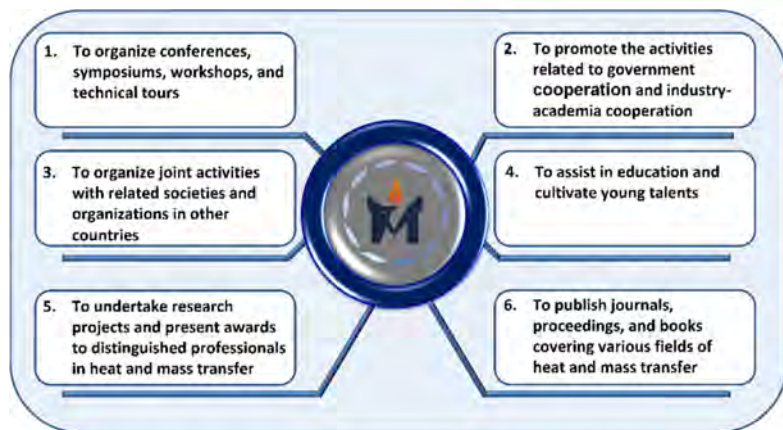 1. To organize conferences,
symposiums, workshops, and
technical tours
2. To promote the activities
related to government
cooperation and industry-
academia cooperation
3. To organize joint activities
with related societies and
organizations in other
countries
4. To assist in education and
cultivate young talents
5. To undertake research
projects and present awards
to distinguished professionals
in heat and mass transfer
6. To publish journals,
proceedings, and books
covering various fields of
heat and mass transfer